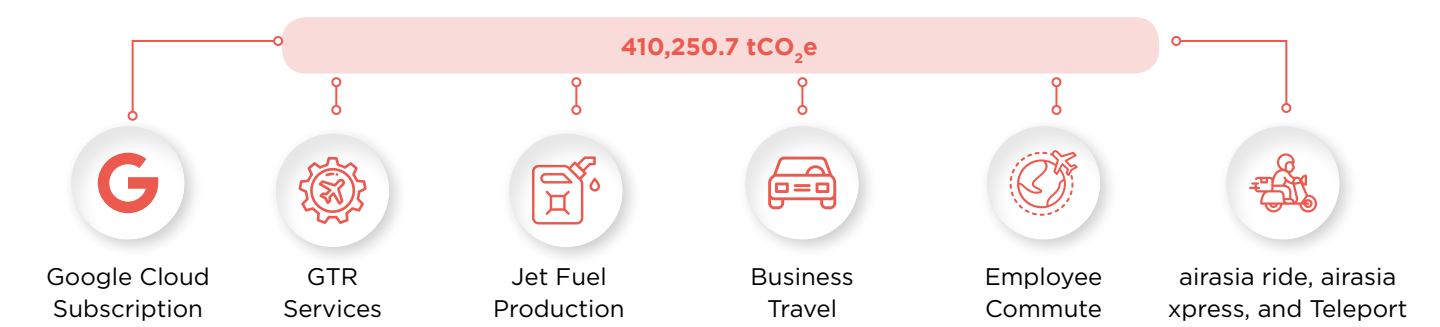 410,250.7 tCO₂e
G
Google Cloud
Subscription
GTR
Services
Jet Fuel
Production
Business
Travel
Employee
Commute
airasia ride, airasia
xpress, and Teleport